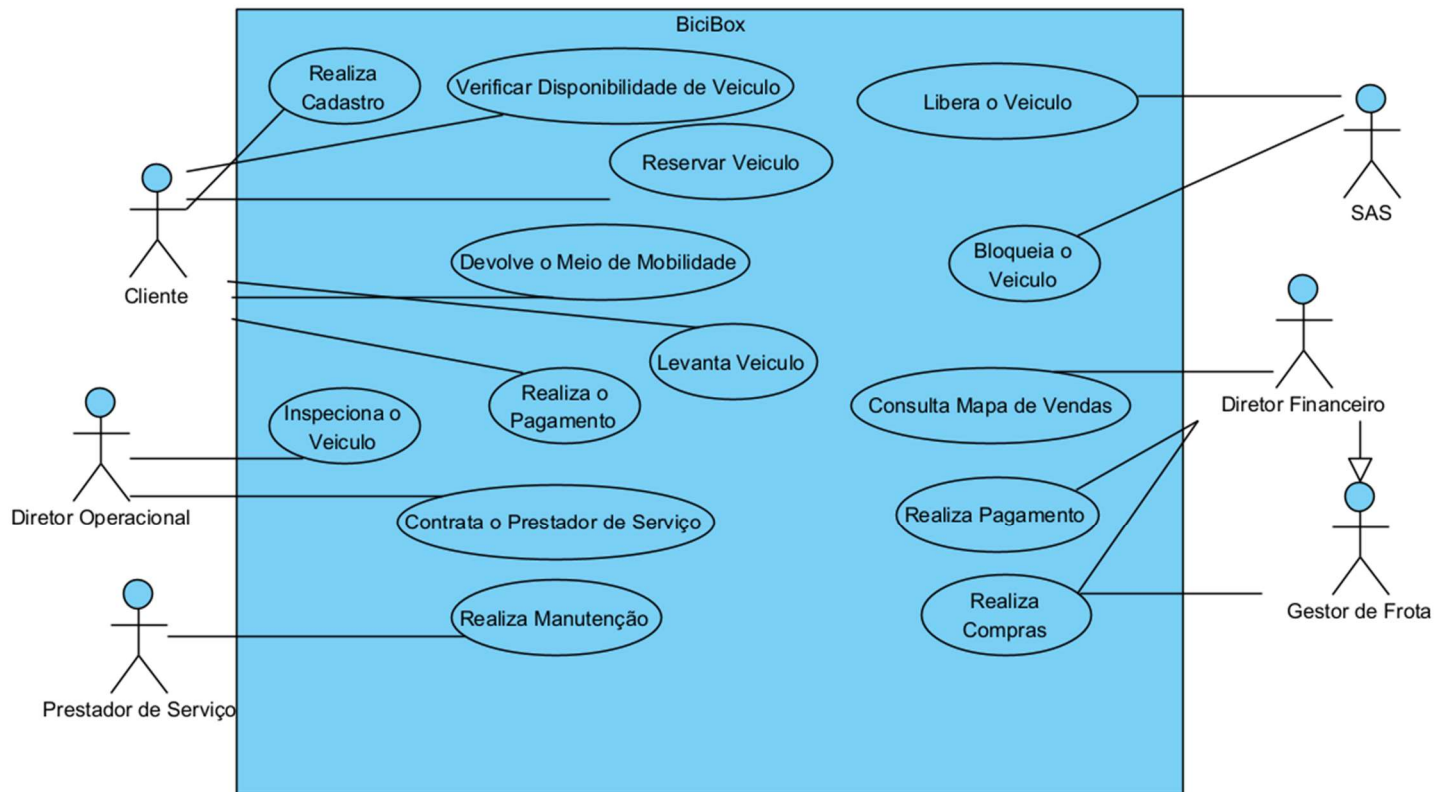 BiciBox
Realiza
Cadastro
Verificar Disponibilidade de Veiculo
Libera o Veiculo
Reservar Veiculo
SAS
Cliente
Devolve o Meio de Mobilidade
Bloqueia o
Veiculo
Levanta Veiculo
Realiza o
Pagamento
Consulta Mapa de Vendas
Diretor Financeiro
Inspeciona o
Veiculo
Diretor Operacional
Contrata o Prestador de Serviço
Realiza Pagamento
Realiza Manutenção
Realiza
Compras
Gestor de Frota
Prestador de Serviço